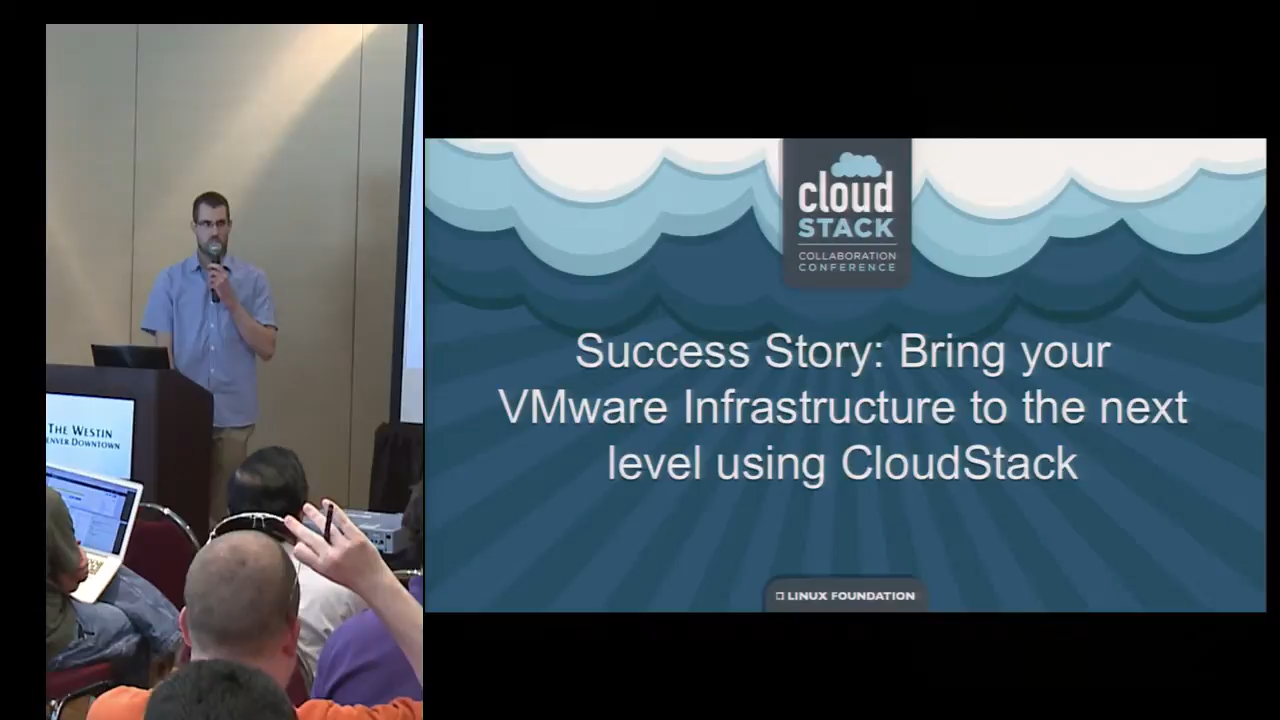 THE WESTIN
DENVER DOWNTOWN
cloud
STACK
COLLABORATION
CONFERENCE
Success Story: Bring your
VMware Infrastructure to the next
level using CloudStack
LINUX FOUNDATION